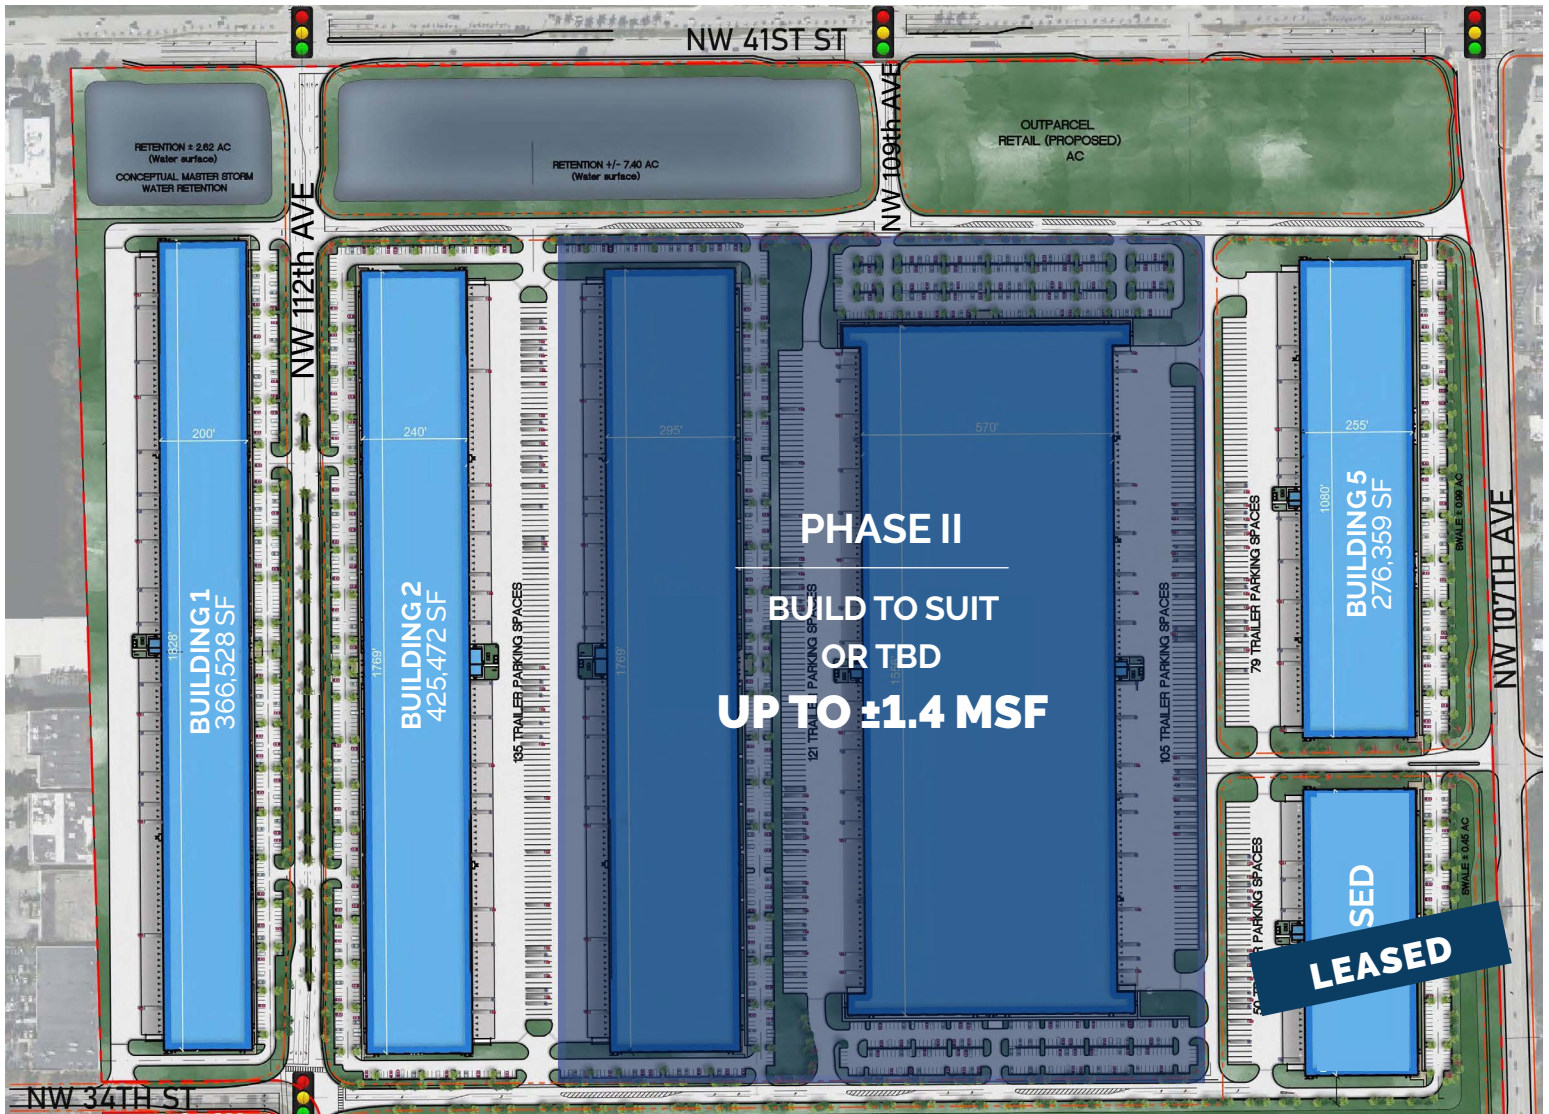 NW 41ST ST
NW 109th AVE
RETENTION ± 2.62 AC
(Water surface)
CONCEPTUAL MASTER STORM
WATER RETENTION
RETENTION +/- 7.40 AC
(Water surface)
OUTPARCEL
RETAIL (PROPOSED)
AC
NW 112th AVE
200'
1828'
BUILDING 1
366,528 SF
240'
1769'
BUILDING 2
425,472 SF
135 TRAILER PARKING SPACES
295'
1769'
570'
PHASE II
BUILD TO SUIT
OR TBD
UP TO ±1.4 MSF
121 TRAILER PARKING SPACES
105 TRAILER PARKING SPACES
79 TRAILER PARKING SPACES
255'
1080'
BUILDING 5
276,359 SF
SWALE ± 0.99 AC
NW 107TH AVE
PARKING SPACES
SWALE ± 0.45 AC
LEASED
NW 34TH ST